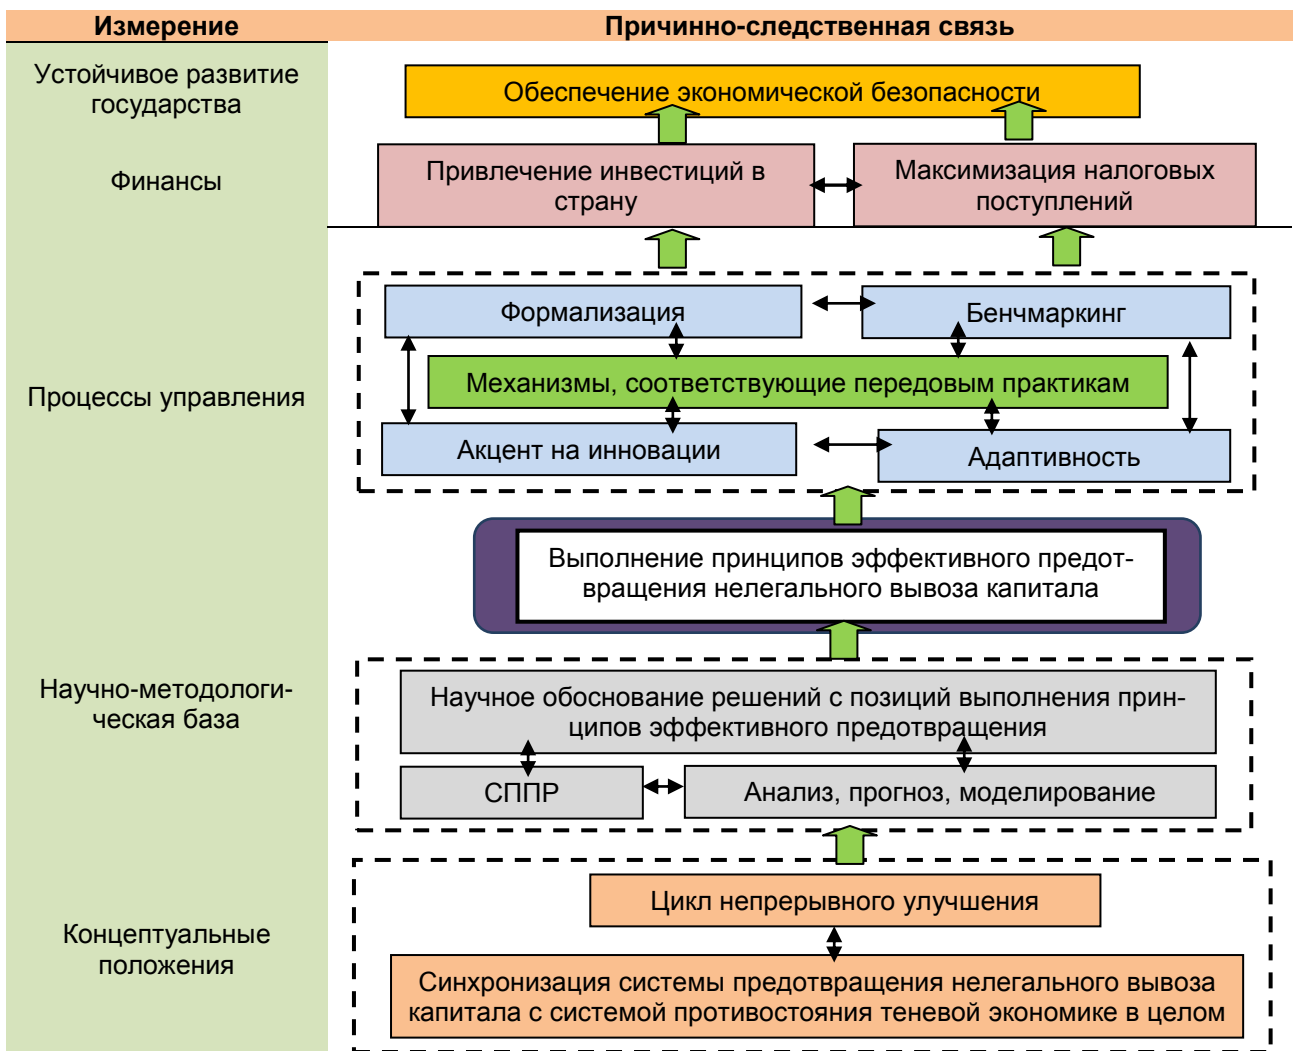 Измерение
Причинно-следственная связь
Устойчивое развитие
государства
Обеспечение экономической безопасности
Финансы
Привлечение инвестиций в
страну
Максимизация налоговых
поступлений
Процессы управления
Формализация
Бенчмаркинг
Механизмы, соответствующие передовым практикам
Акцент на инновации
Адаптивность
Выполнение принципов эффективного предот-
вращения нелегального вывоза капитала
Научно-методологи-
ческая база
Научное обоснование решений с позиций выполнения прин-
ципов эффективного предотвращения
СППР
Анализ, прогноз, моделирование
Концептуальные
положения
Цикл непрерывного улучшения
Синхронизация системы предотвращения нелегального вывоза
капитала с системой противостояния теневой экономике в целом